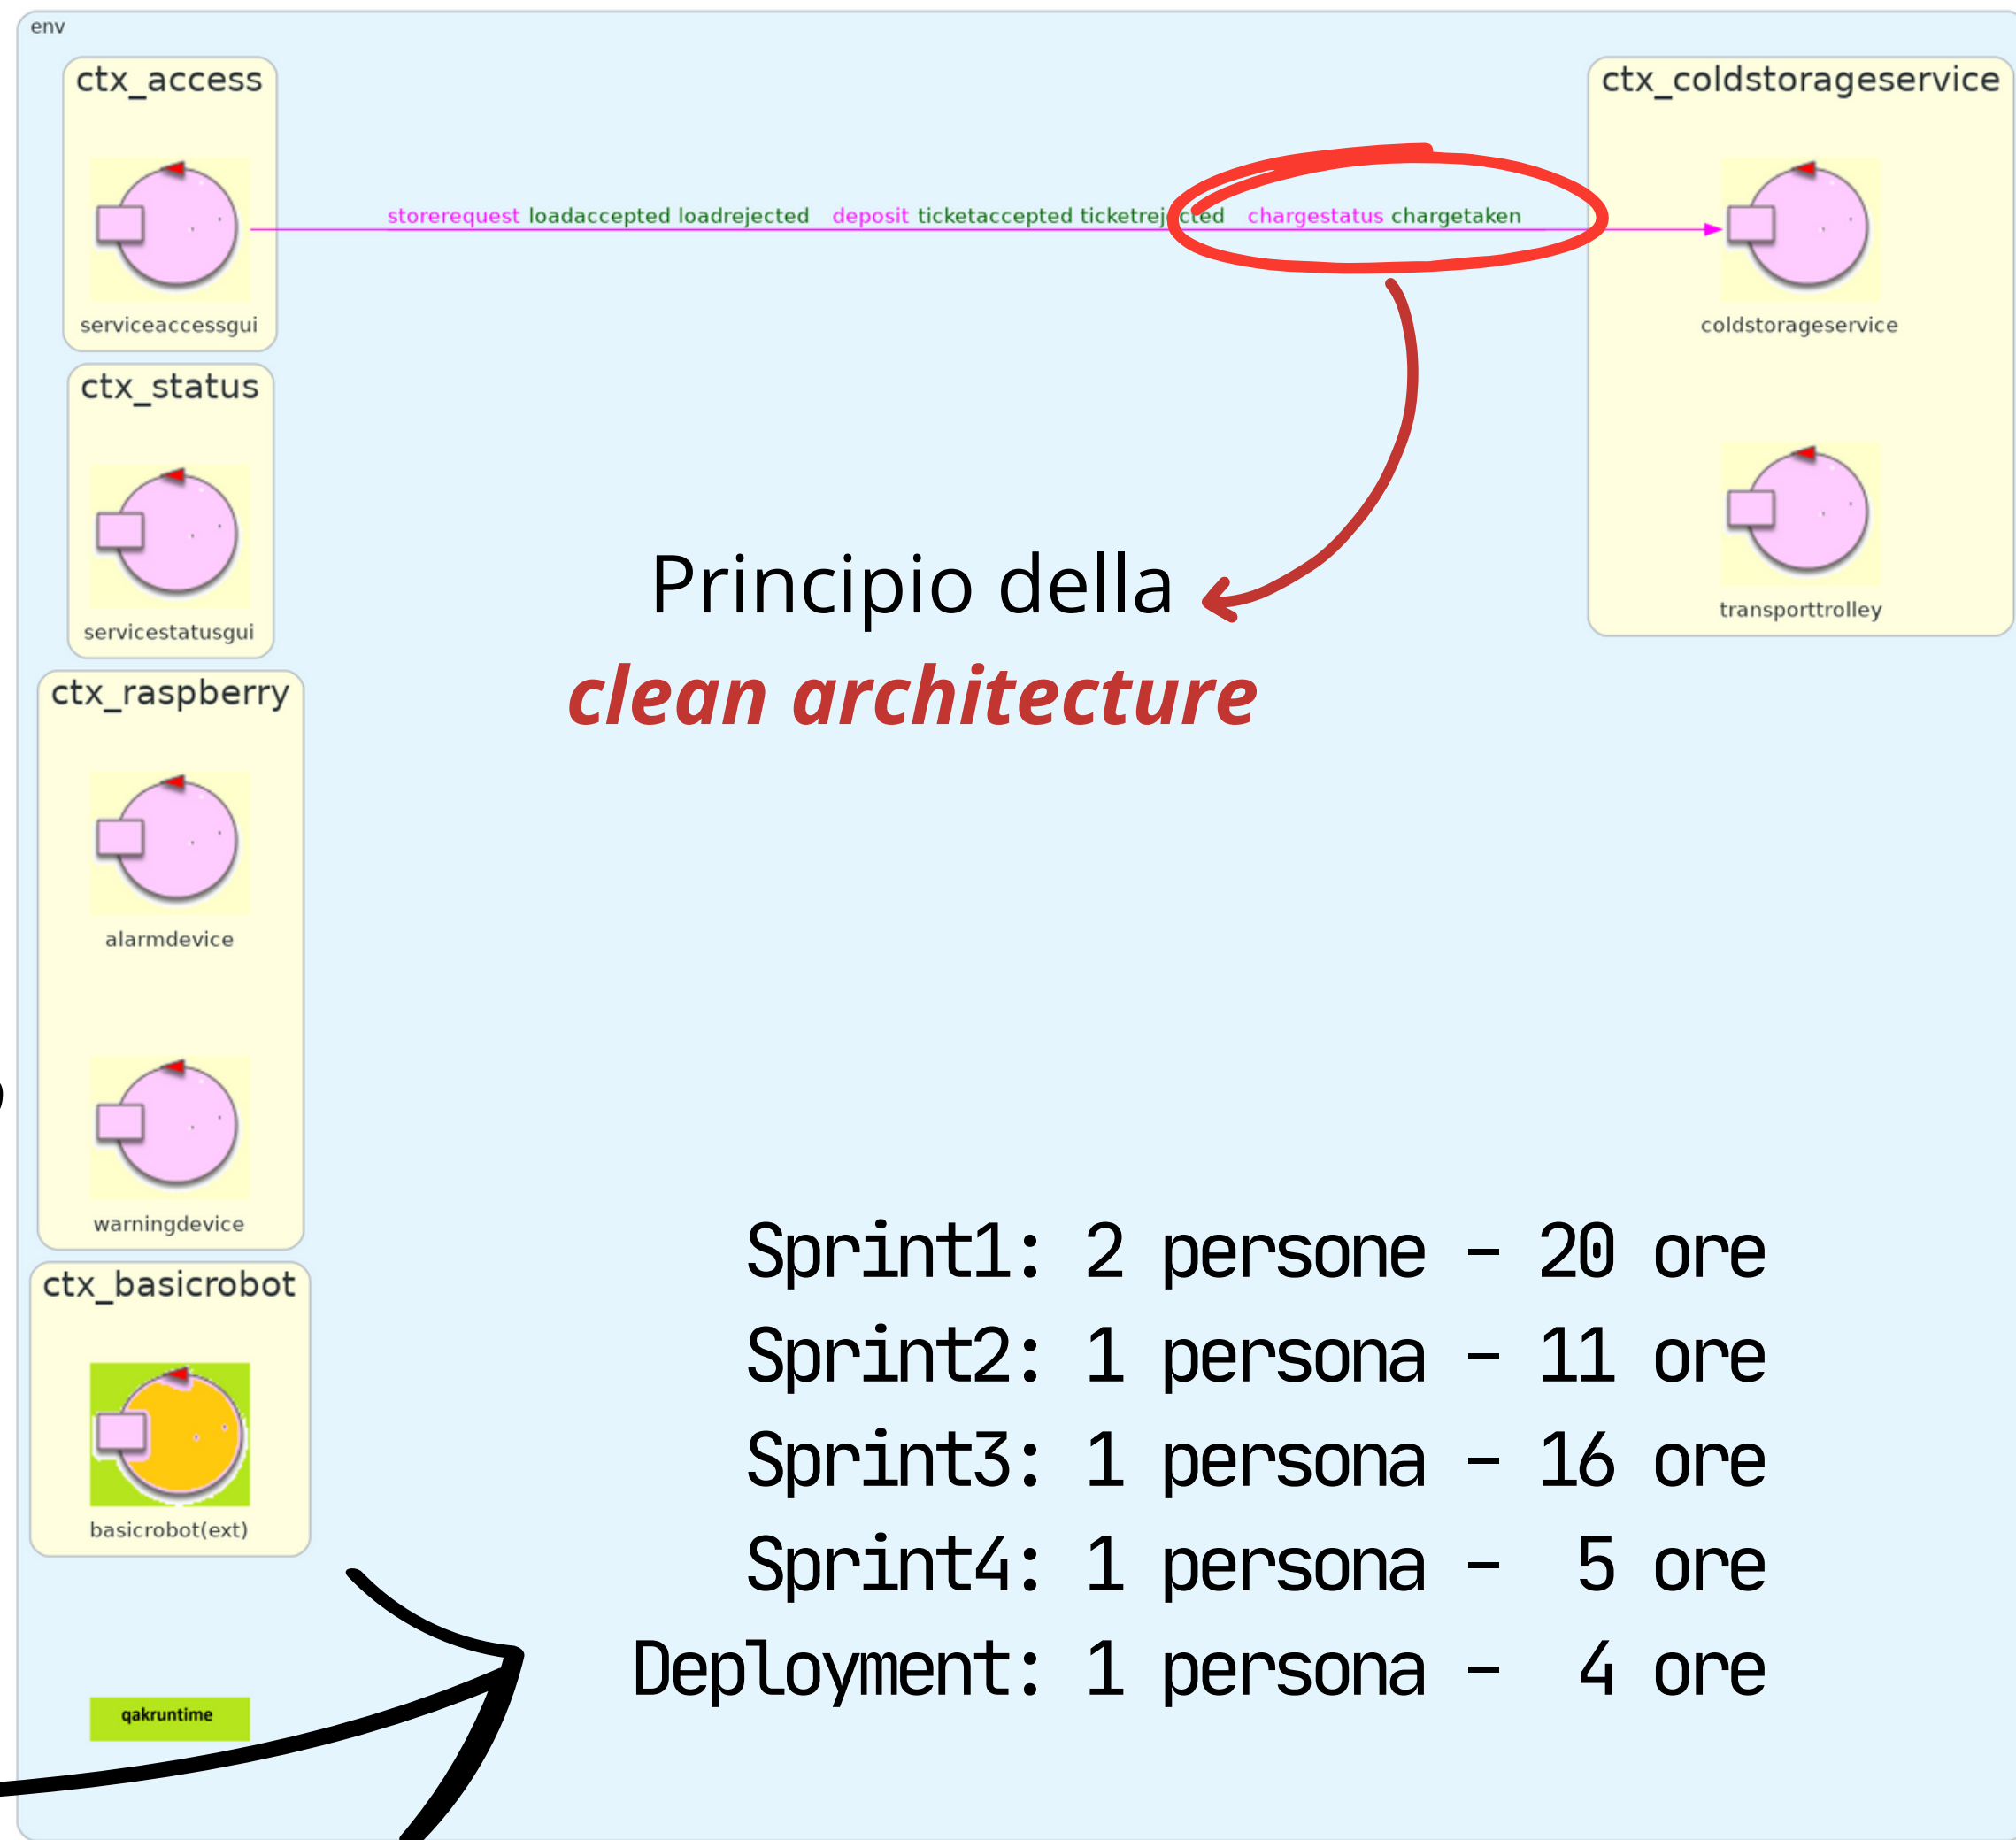 env
ctx_access
serviceaccessgui
storerequest loadaccepted loadrejected deposit ticketaccepted ticketrejected chargestatus chargetaken
ctx_coldstorageservice
coldstorageservice
transporttrolley
ctx_status
servicestatusgui
Principio della
clean architecture
ctx_raspberry
alarmdevice
warningdevice
ctx_basicrobot
basicrobot(ext)
qakruntime
Sprint1: 2 persone - 20 ore
Sprint2: 1 persona - 11 ore
Sprint3: 1 persona - 16 ore
Sprint4: 1 persona - 5 ore
Deployment: 1 persona - 4 ore